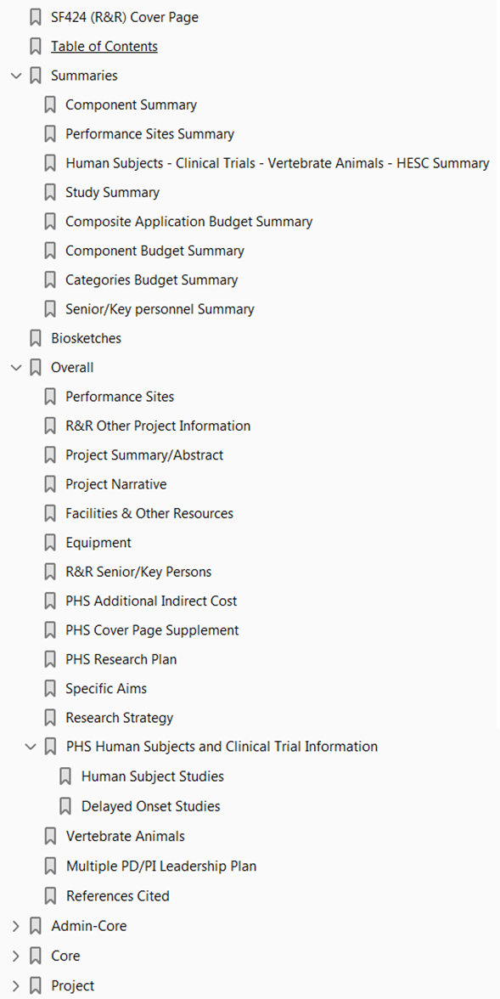 SF424 (R&R) Cover Page
Table of Contents
Summaries
Component Summary
Performance Sites Summary
Human Subjects - Clinical Trials - Vertebrate Animals - HESC Summary
Study Summary
Composite Application Budget Summary
Component Budget Summary
Categories Budget Summary
Senior/Key personnel Summary
Biosketches
Overall
Performance Sites
R&R Other Project Information
Project Summary/Abstract
Project Narrative
Facilities & Other Resources
Equipment
R&R Senior/Key Persons
PHS Additional Indirect Cost
PHS Cover Page Supplement
PHS Research Plan
Specific Aims
Research Strategy
PHS Human Subjects and Clinical Trial Information
Human Subject Studies
Delayed Onset Studies
Vertebrate Animals
Multiple PD/PI Leadership Plan
References Cited
Admin-Core
Core
Project